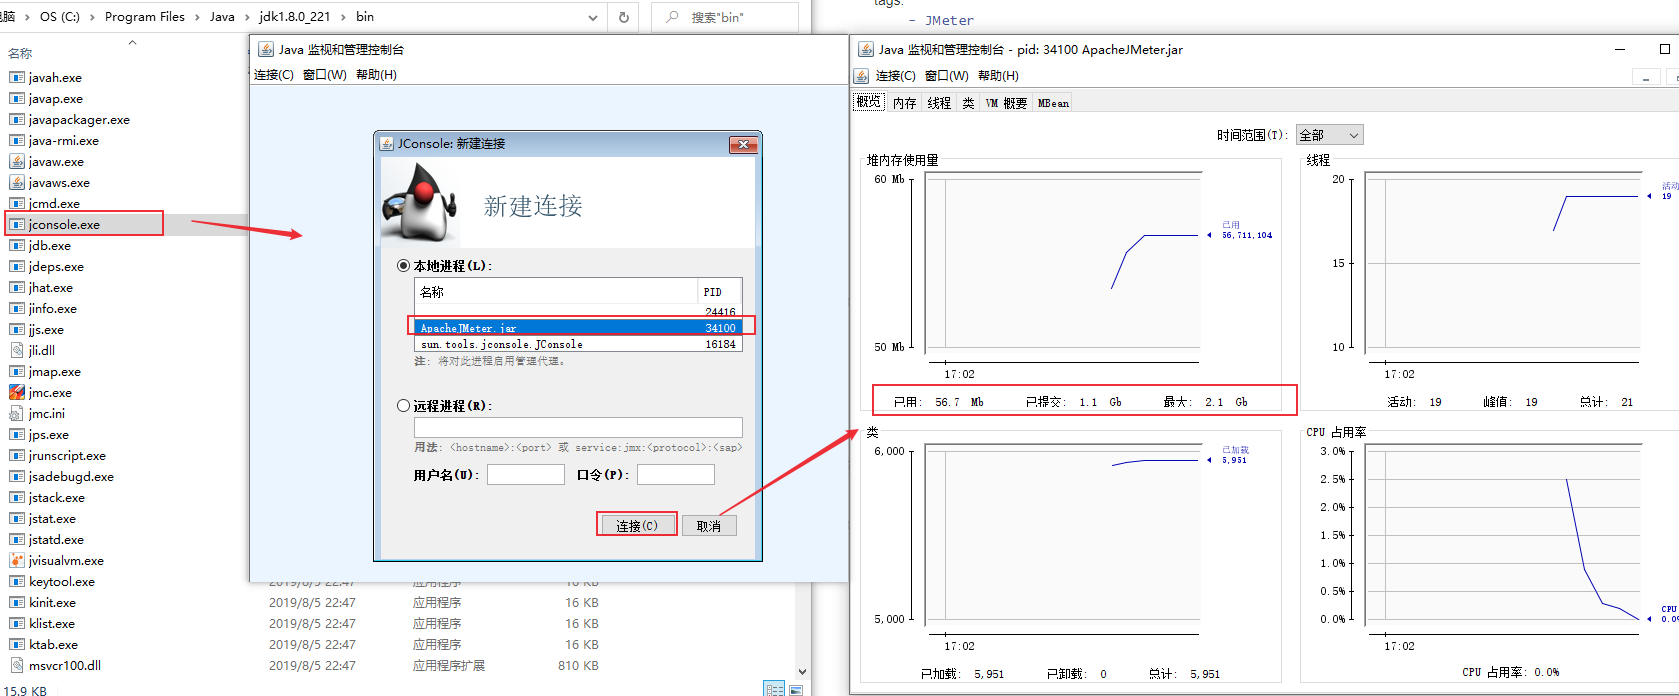 电脑 › OS (C:) › Program Files › Java › jdk1.8.0_221 › bin
搜索"bin"
名称
javah.exe
javap.exe
javapackager.exe
java-rmi.exe
javaw.exe
javaws.exe
jcmd.exe
jconsole.exe
jdb.exe
jdeps.exe
jhat.exe
jinfo.exe
jjs.exe
jli.dll
jmap.exe
jmc.exe
jmc.ini
jps.exe
jrunscript.exe
jsadebugd.exe
jstack.exe
jstat.exe
jstatd.exe
jvisualvm.exe
keytool.exe 2019/8/5 22:47 应用程序 16 KB
kinit.exe 2019/8/5 22:47 应用程序 16 KB
klist.exe 2019/8/5 22:47 应用程序 16 KB
ktab.exe 2019/8/5 22:47 应用程序 16 KB
msvcr100.dll 2019/8/5 22:47 应用程序扩展 810 KB
15.9 KB
Java 监视和管理控制台
连接(C) 窗口(W) 帮助(H)
JConsole: 新建连接
新建连接
本地进程(L):
名称 PID
24416
ApacheJMeter.jar 34100
sun.tools.jconsole.JConsole 16184
注: 将对此进程启用管理代理。
远程进程(R):
用法: <hostname>:<port> 或 service:jmx:<protocol>:<sap>
用户名(U): 口令(P):
连接(C) 取消
tags:
- JMeter
Java 监视和管理控制台 - pid: 34100 ApacheJMeter.jar
连接(C) 窗口(W) 帮助(H)
概览 内存 线程 类 VM 概要 MBean
时间范围(T): 全部
堆内存使用量
60 Mb
已用
56,711,104
50 Mb
17:02
已用: 56.7 Mb 已提交: 1.1 Gb 最大: 2.1 Gb
线程
20
活动
19
15
10
17:02
活动: 19 峰值: 19 总计: 21
类
6,000
已加载
5,951
5,000
17:02
已加载: 5,951 已卸载: 0 总计: 5,951
CPU 占用率
3.0%
2.5%
2.0%
1.5%
1.0%
0.5%
0.0%
CPU
0.0%
17:02
CPU 占用率: 0.0%